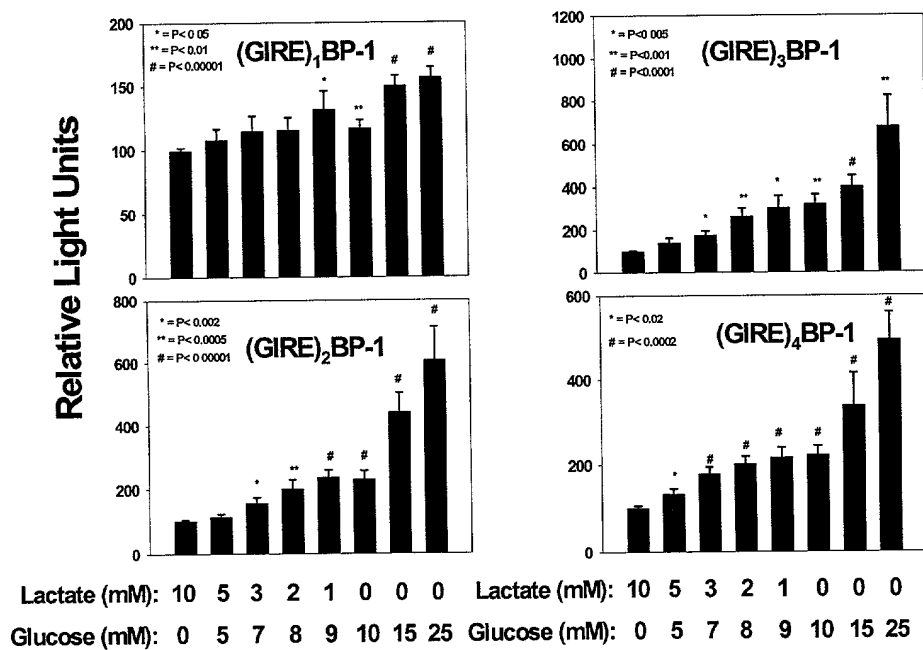 Relative Light Units
200
150
100
50
0
* = P< 0 05
** = P< 0.01
# = P< 0.00001
(GIRE)1BP-1
*
**
#
#
1200
1000
800
600
400
200
0
* =P<0 005
** =P<0.001
# =P<0.0001
(GIRE)3BP-1
*
**
*
**
#
**
800
600
400
200
0
* = P< 0.002
** = P< 0.0005
# = P< 0 00001
(GIRE)2BP-1
*
**
#
#
#
#
600
400
200
0
* = P< 0.02
# = P< 0.0002
(GIRE)4BP-1
*
#
#
#
#
#
#
Lactate (mM): 10 5 3 2 1 0 0 0
Glucose (mM): 0 5 7 8 9 10 15 25
Lactate (mM): 10 5 3 2 1 0 0 0
Glucose (mM): 0 5 7 8 9 10 15 25